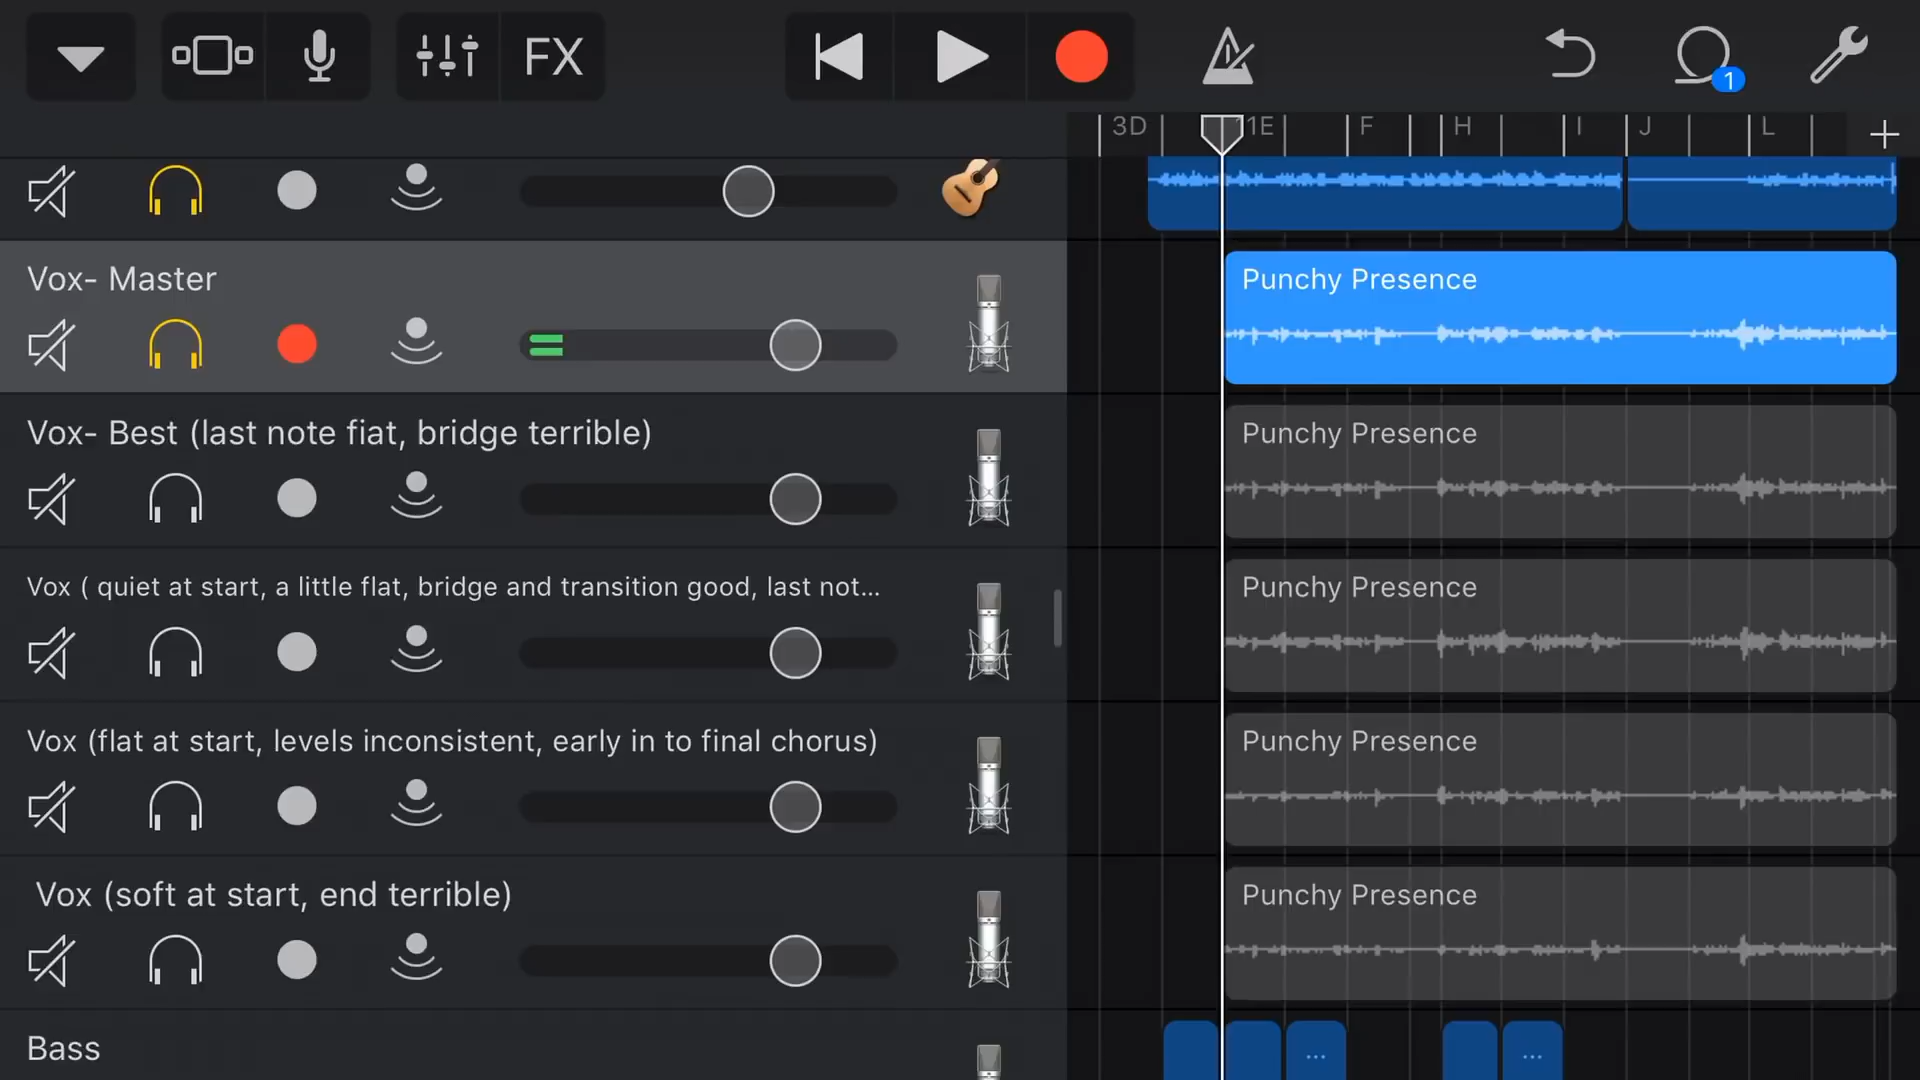 FX
1
3D
11E
F
H
I
J
L
Vox- Master
Punchy Presence
Vox- Best (last note fiat, bridge terrible)
Punchy Presence
Vox ( quiet at start, a little flat, bridge and transition good, last not...
Punchy Presence
Vox (flat at start, levels inconsistent, early in to final chorus)
Punchy Presence
Vox (soft at start, end terrible)
Punchy Presence
Bass
...
...